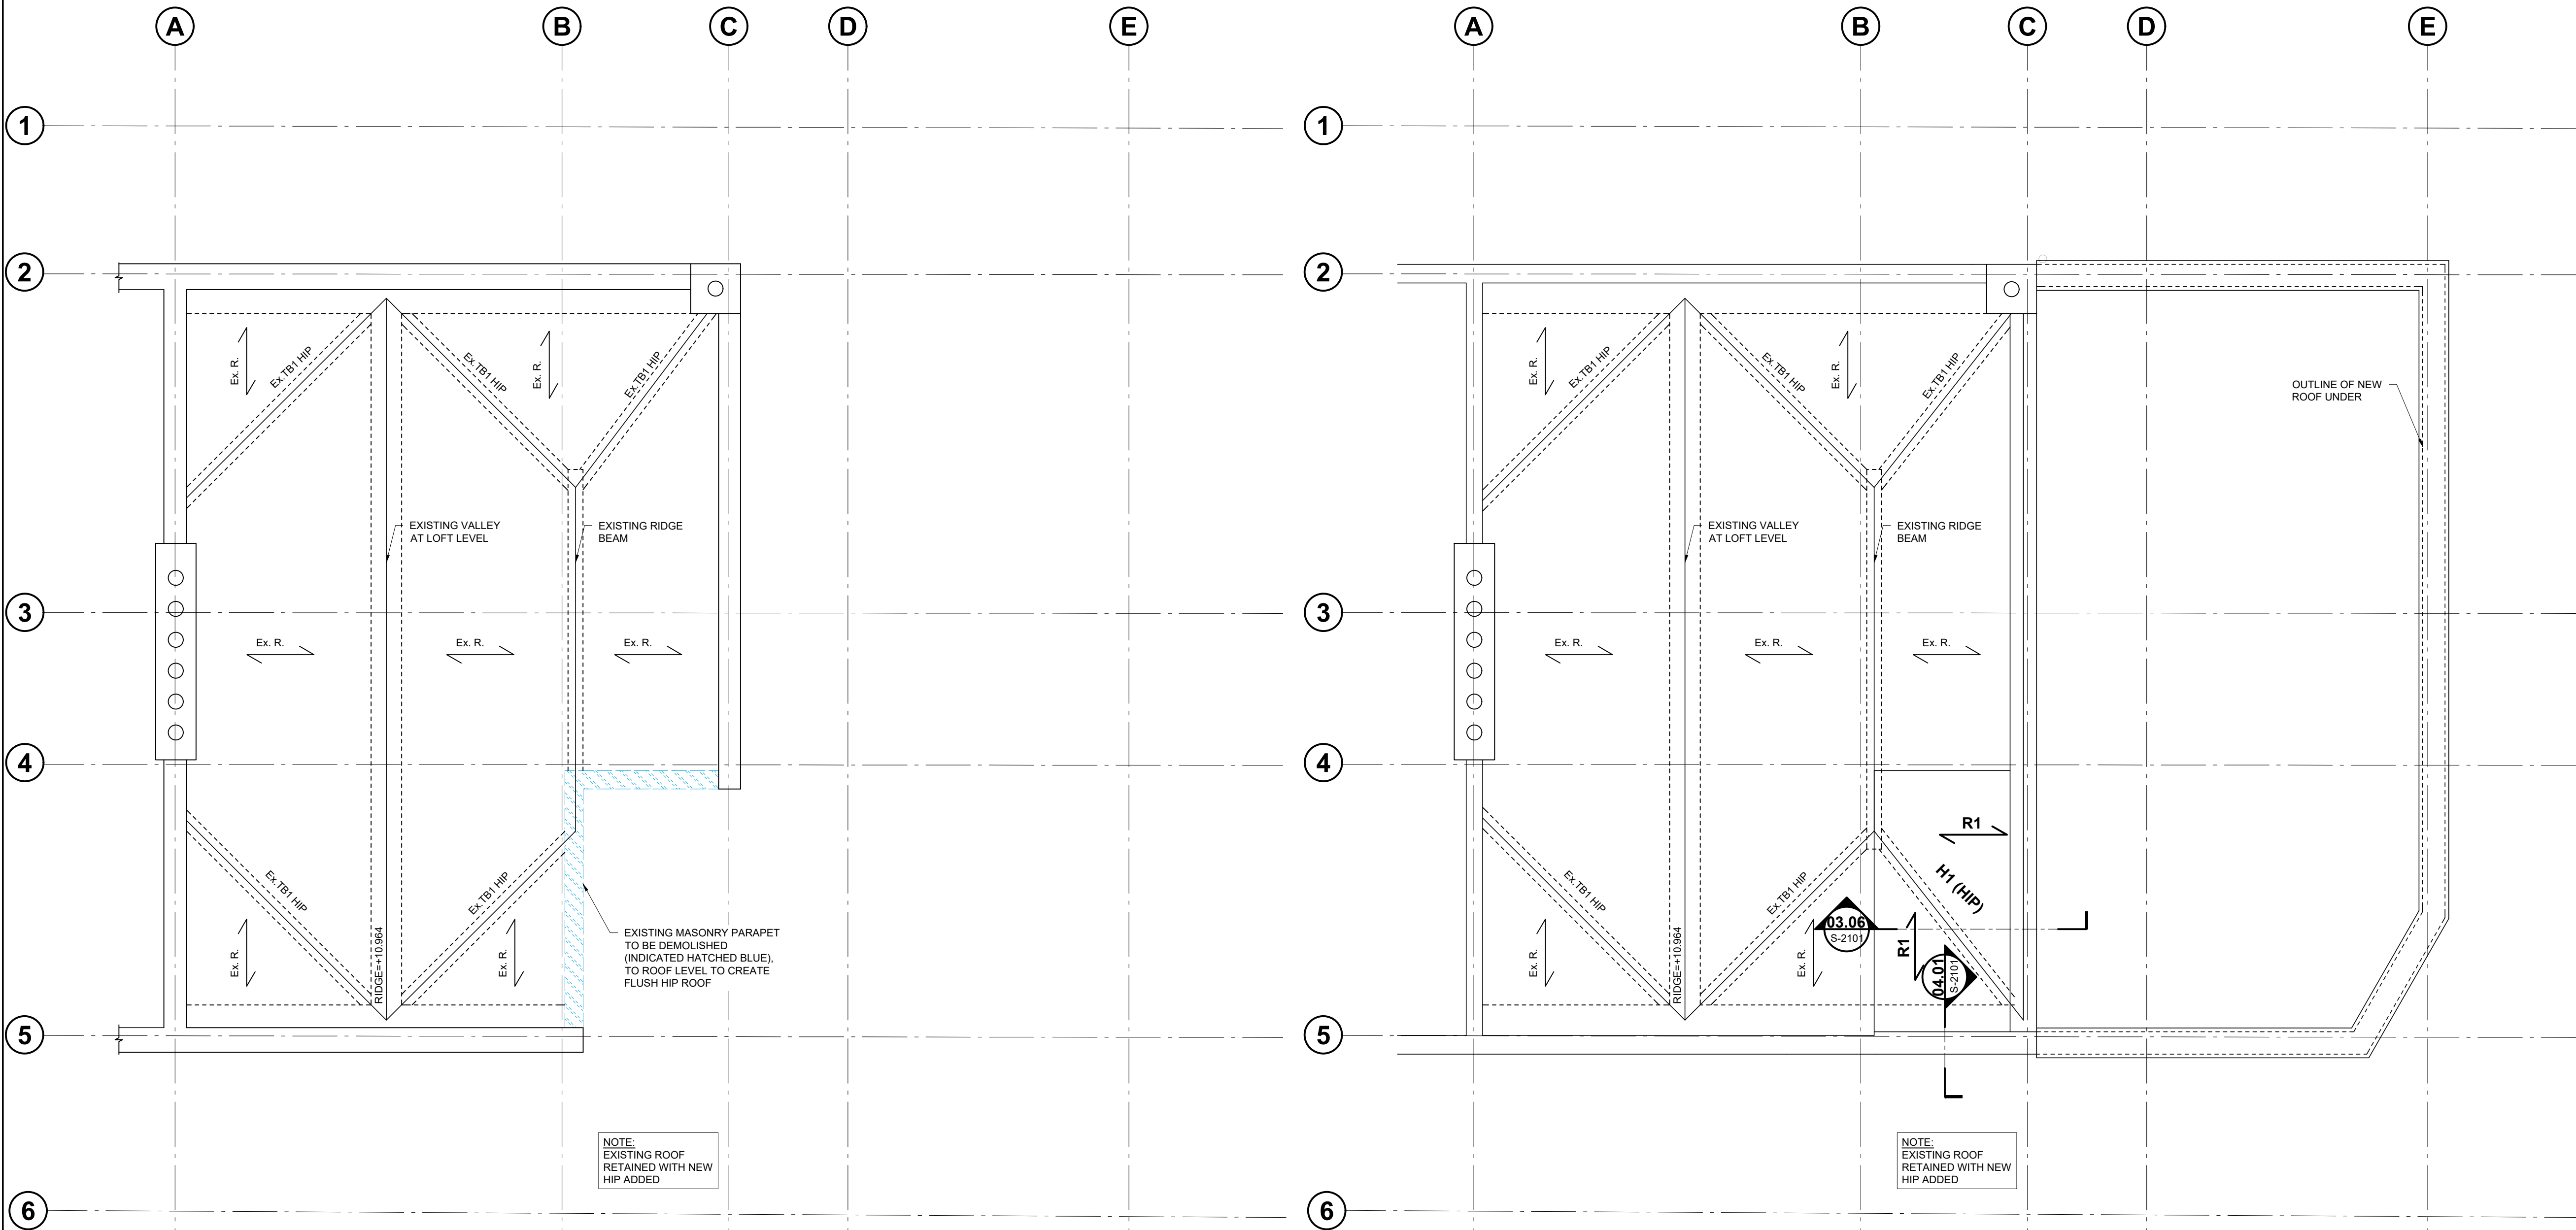 A
B
C
D
E
A
B
C
D
E
1
1
2
2
Ex. R.
Ex.TB1 HIP
Ex.TB1 HIP
Ex. R.
Ex.TB1 HIP
Ex. R.
Ex.TB1 HIP
Ex.TB1 HIP
Ex. R.
Ex.TB1 HIP
OUTLINE OF NEW
ROOF UNDER
EXISTING VALLEY
AT LOFT LEVEL
EXISTING RIDGE
BEAM
EXISTING VALLEY
AT LOFT LEVEL
EXISTING RIDGE
BEAM
3
3
Ex. R.
Ex. R.
Ex. R.
Ex. R.
Ex. R.
Ex. R.
4
4
R1
Ex.TB1 HIP
Ex.TB1 HIP
Ex.TB1 HIP
Ex.TB1 HIP
H1 (HIP)
Ex. R.
RIDGE=+10.964
Ex. R.
EXISTING MASONRY PARAPET
TO BE DEMOLISHED
(INDICATED HATCHED BLUE),
TO ROOF LEVEL TO CREATE
FLUSH HIP ROOF
Ex. R.
RIDGE=+10.964
Ex. R.
03.06
S-2101
R1
04.01
S-2101
5
5
NOTE:
EXISTING ROOF
RETAINED WITH NEW
HIP ADDED
NOTE:
EXISTING ROOF
RETAINED WITH NEW
HIP ADDED
6
6